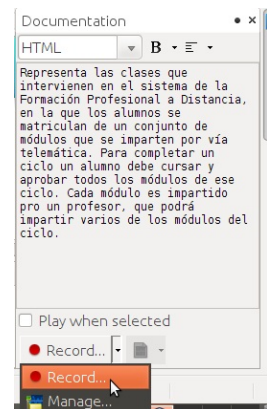 Documentation
HTML B
Representa las clases que
intervienen en el sistema de la
Formación Profesional a Distancia,
en la que los alumnos se
matriculan de un conjunto de
módulos que se imparten por vía
telemática. Para completar un
ciclo un alumno debe cursar y
aprobar todos los módulos de ese
ciclo. Cada módulo es impartido
pro un profesor, que podrá
impartir varios de los módulos del
ciclo.
Play when selected
Record...
Record...
Manage...